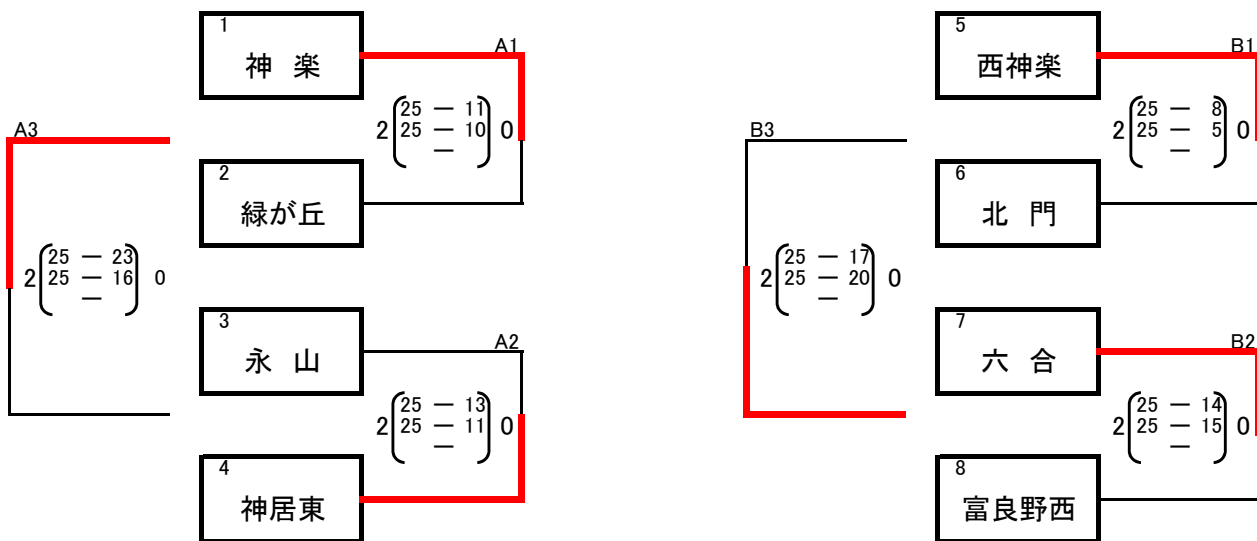 1
神 楽
A1
2 25 ー 11 0
25 ー 10
ー
A3
2
緑が丘
2 25 ー 23 0
25 ー 16
ー
3
永 山
A2
2 25 ー 13 0
25 ー 11
ー
4
神居東
5
西神楽
B1
2 25 ー 8 0
25 ー 5
ー
B3
6
北 門
2 25 ー 17 0
25 ー 20
ー
7
六 合
B2
2 25 ー 14 0
25 ー 15
ー
8
富良野西